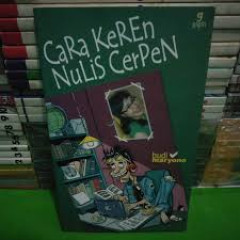 CaRa KeREn
NuLiS CerPeN
budi
maryono